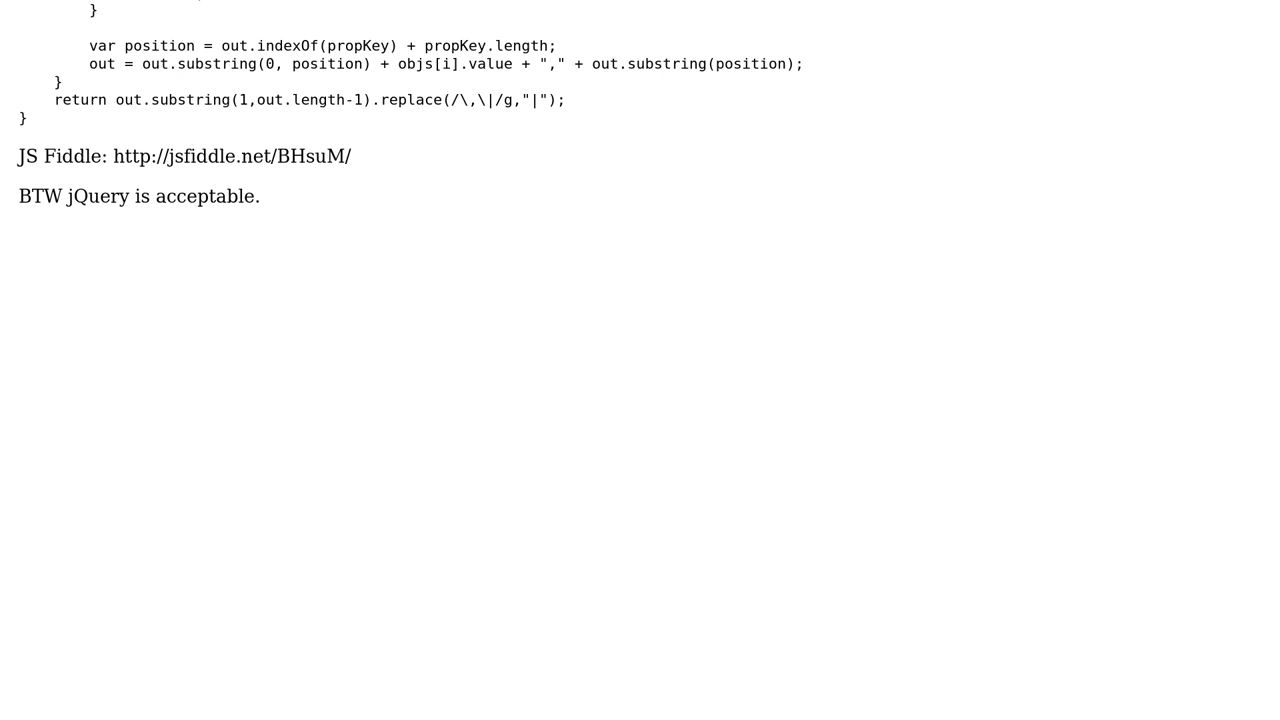 }
        var position = out.indexOf(propKey) + propKey.length;
        out = out.substring(0, position) + objs[i].value + "," + out.substring(position);
    }
    return out.substring(1,out.length-1).replace(/\,\|/g,"|");
}
JS Fiddle: http://jsfiddle.net/BHsuM/
BTW jQuery is acceptable.